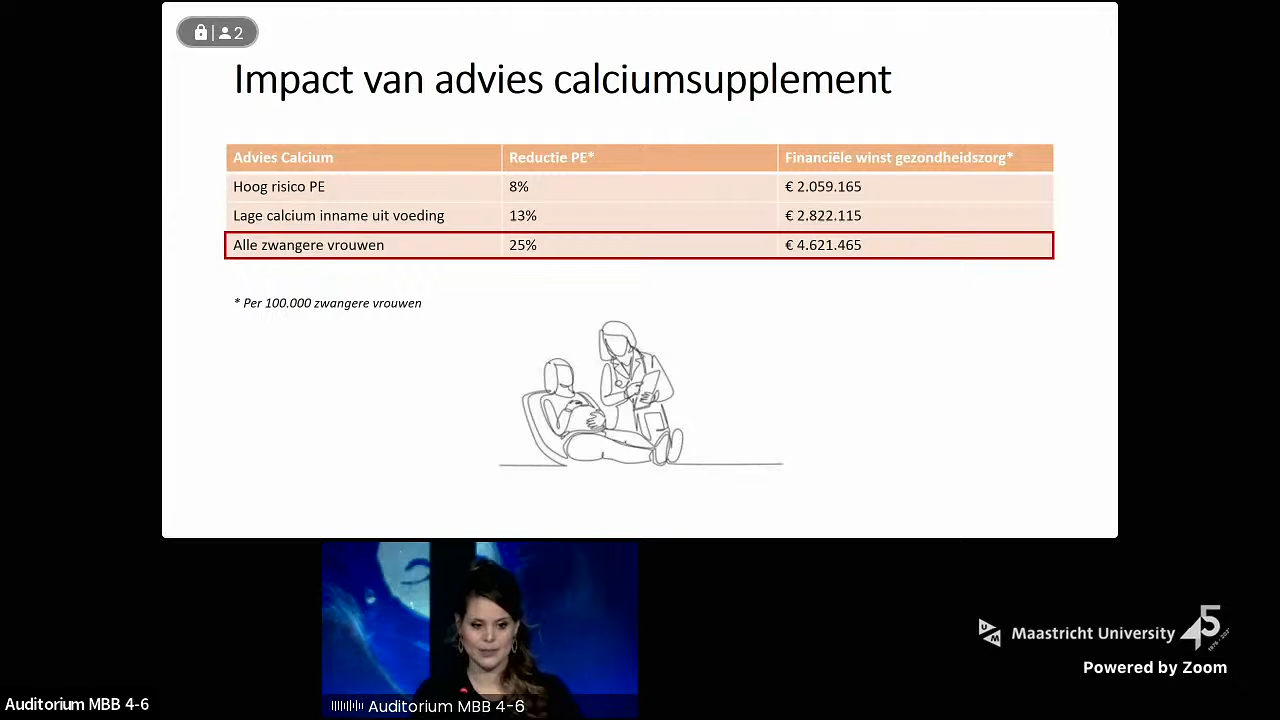 2
Impact van advies calciumsupplement
Advies Calcium Reductie PE* Financiële winst gezondheidszorg*
Hoog risico PE 8% € 2.059.165
Lage calcium inname uit voeding 13% € 2.822.115
Alle zwangere vrouwen 25% € 4.621.465
* Per 100.000 zwangere vrouwen
UM Maastricht University 45
Powered by Zoom
Auditorium MBB 4-6
Auditorium MBB 4-6